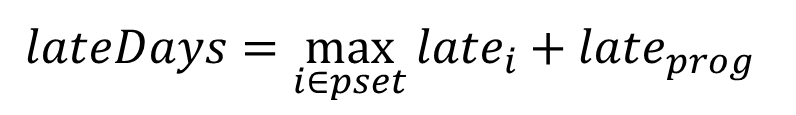 lateDays = max late_i + late_prog
i∈pset